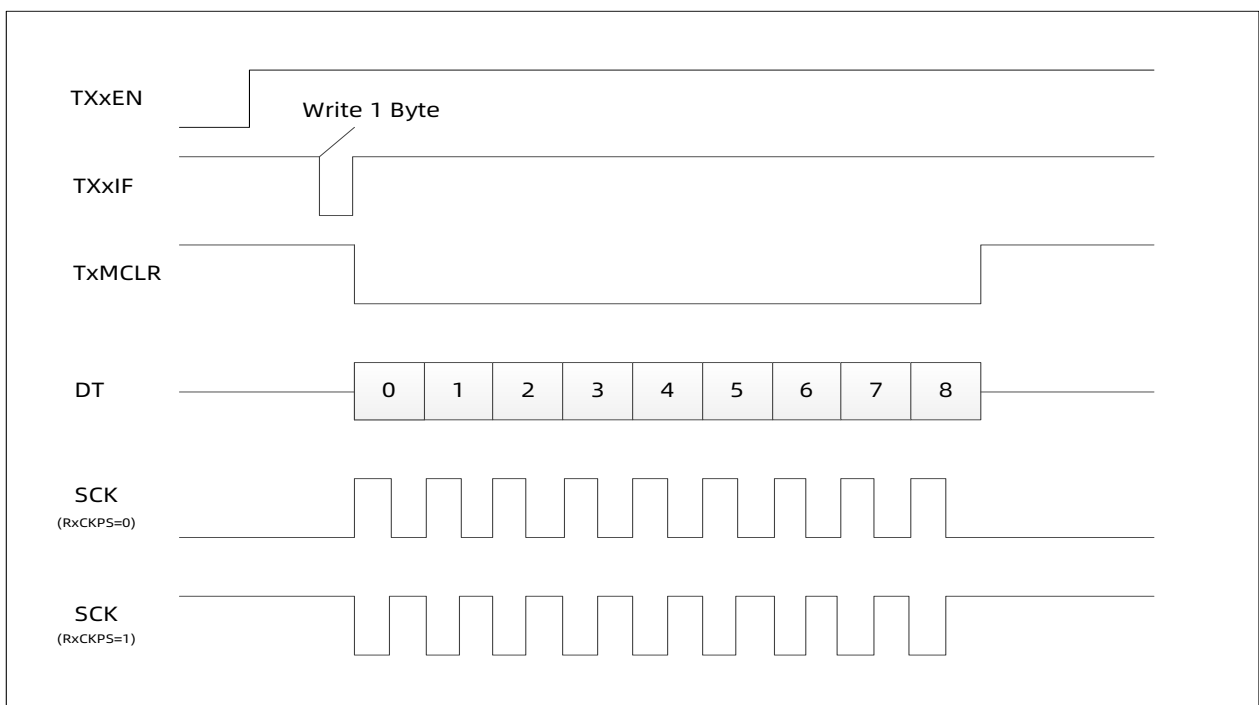 TXxEN
Write 1 Byte
TXxIF
TxMCLR
DT
0 1 2 3 4 5 6 7 8
SCK
(RxCKPS=0)
SCK
(RxCKPS=1)